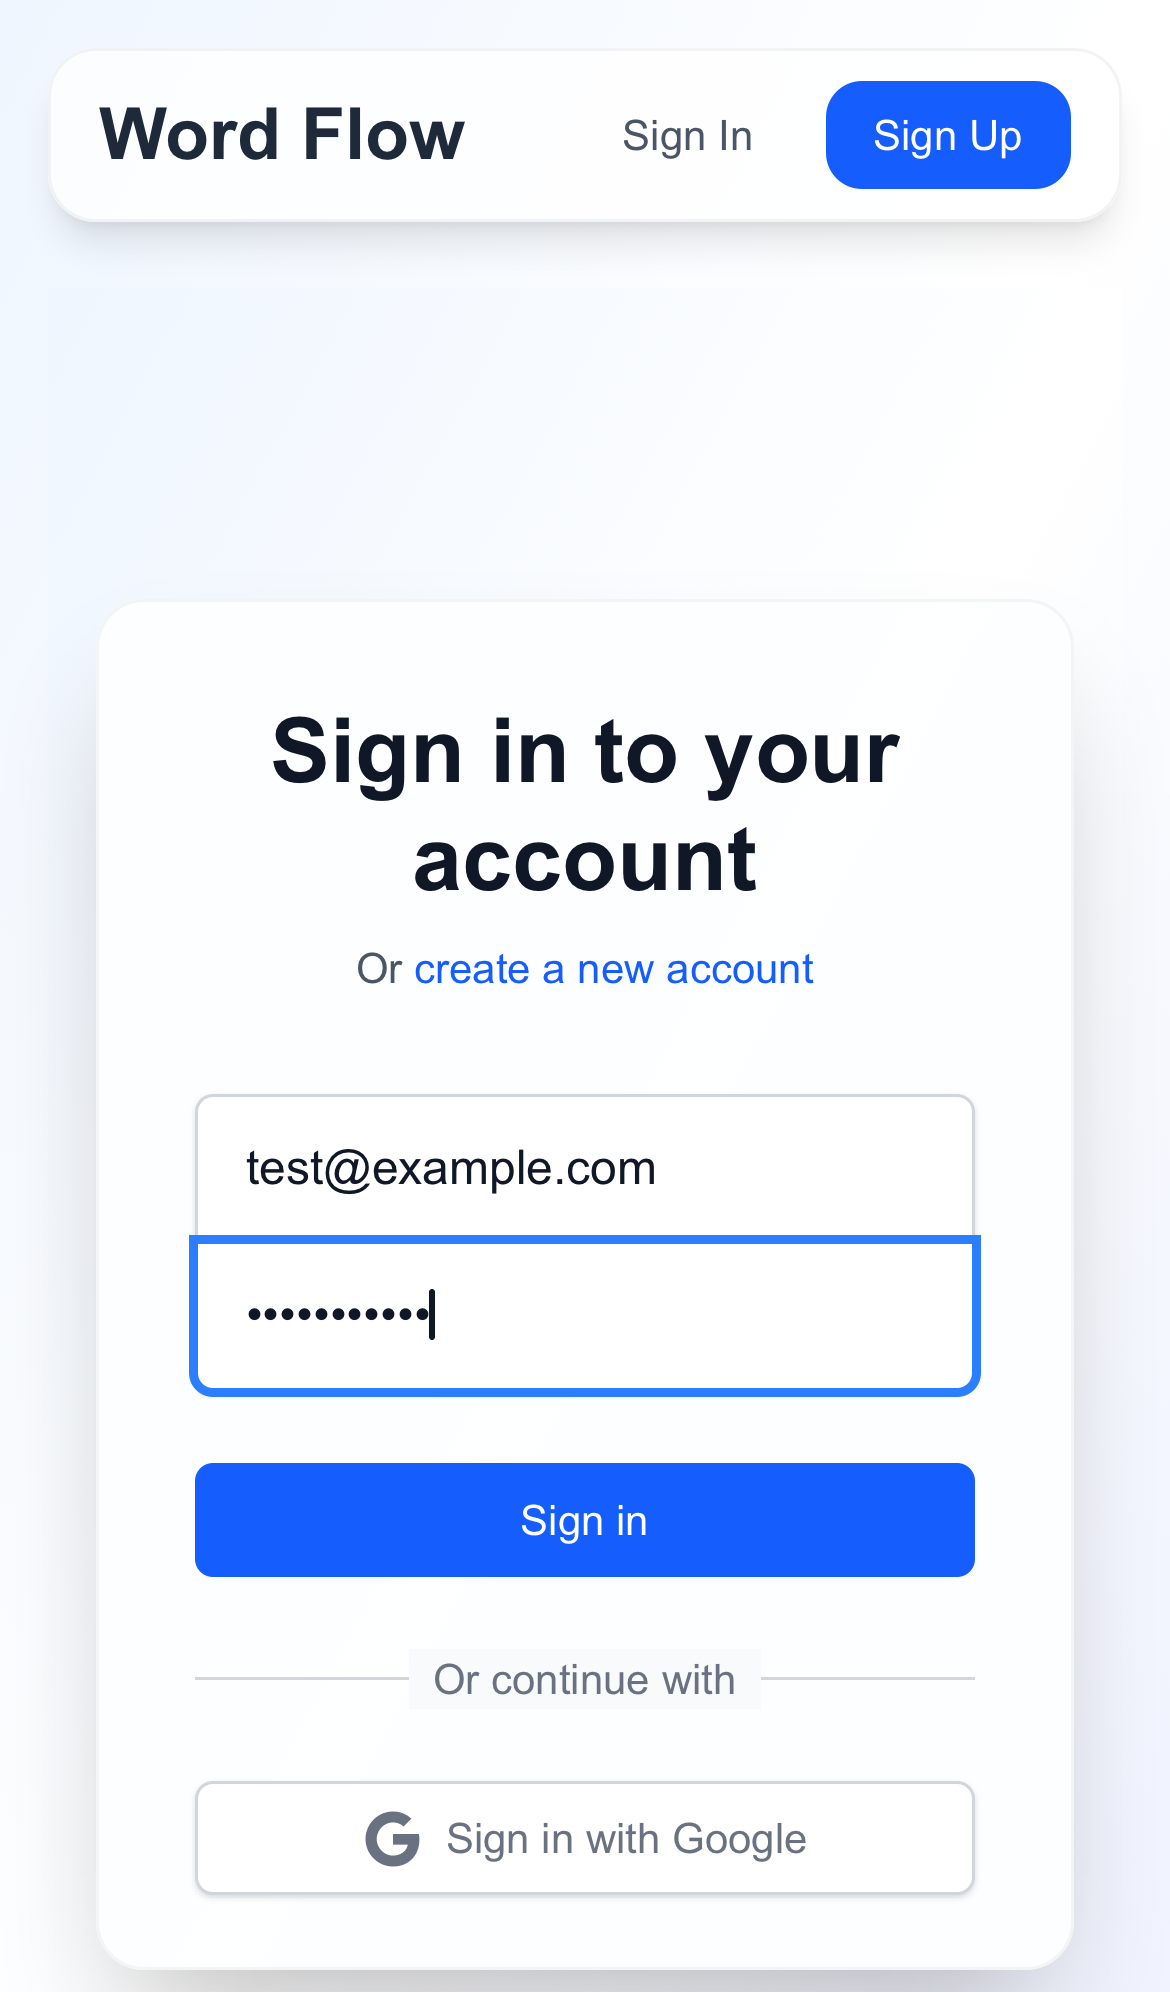 Word Flow
Sign In
Sign Up
Sign in to your
account
Or create a new account
test@example.com
•••••••••••
Sign in
Or continue with
Sign in with Google